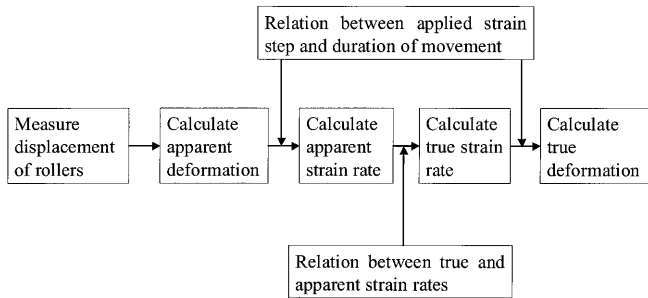 Relation between applied strain
step and duration of movement
Measure
displacement
of rollers
Calculate
apparent
deformation
Calculate
apparent
strain rate
Calculate
true strain
rate
Calculate
true
deformation
Relation between true and
apparent strain rates